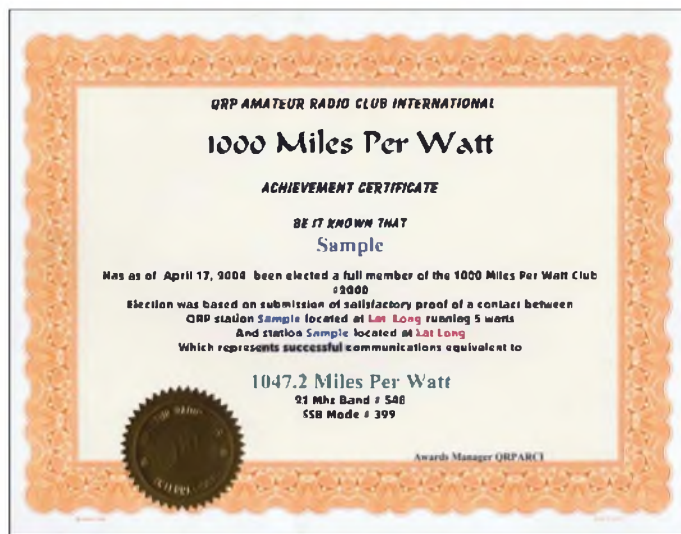 QRP AMATEUR RADIO CLUB INTERNATIONAL
1000 Miles Per Watt
ACHIEVEMENT CERTIFICATE
BE IT KNOWN THAT
Sample
Has as of April 17, 2004 been elected a full member of the 1000 Miles Per Watt Club
#2000
Election was based on submission of satisfactory proof of a contact between
QRP station Sample located at Lat Long running 5 watts
And station Sample located at Lat Long
Which represents successful communications equivalent to
1047.2 Miles Per Watt
21 Mhz Band # 548
SSB Mode # 399
Awards Manager QRPARCI